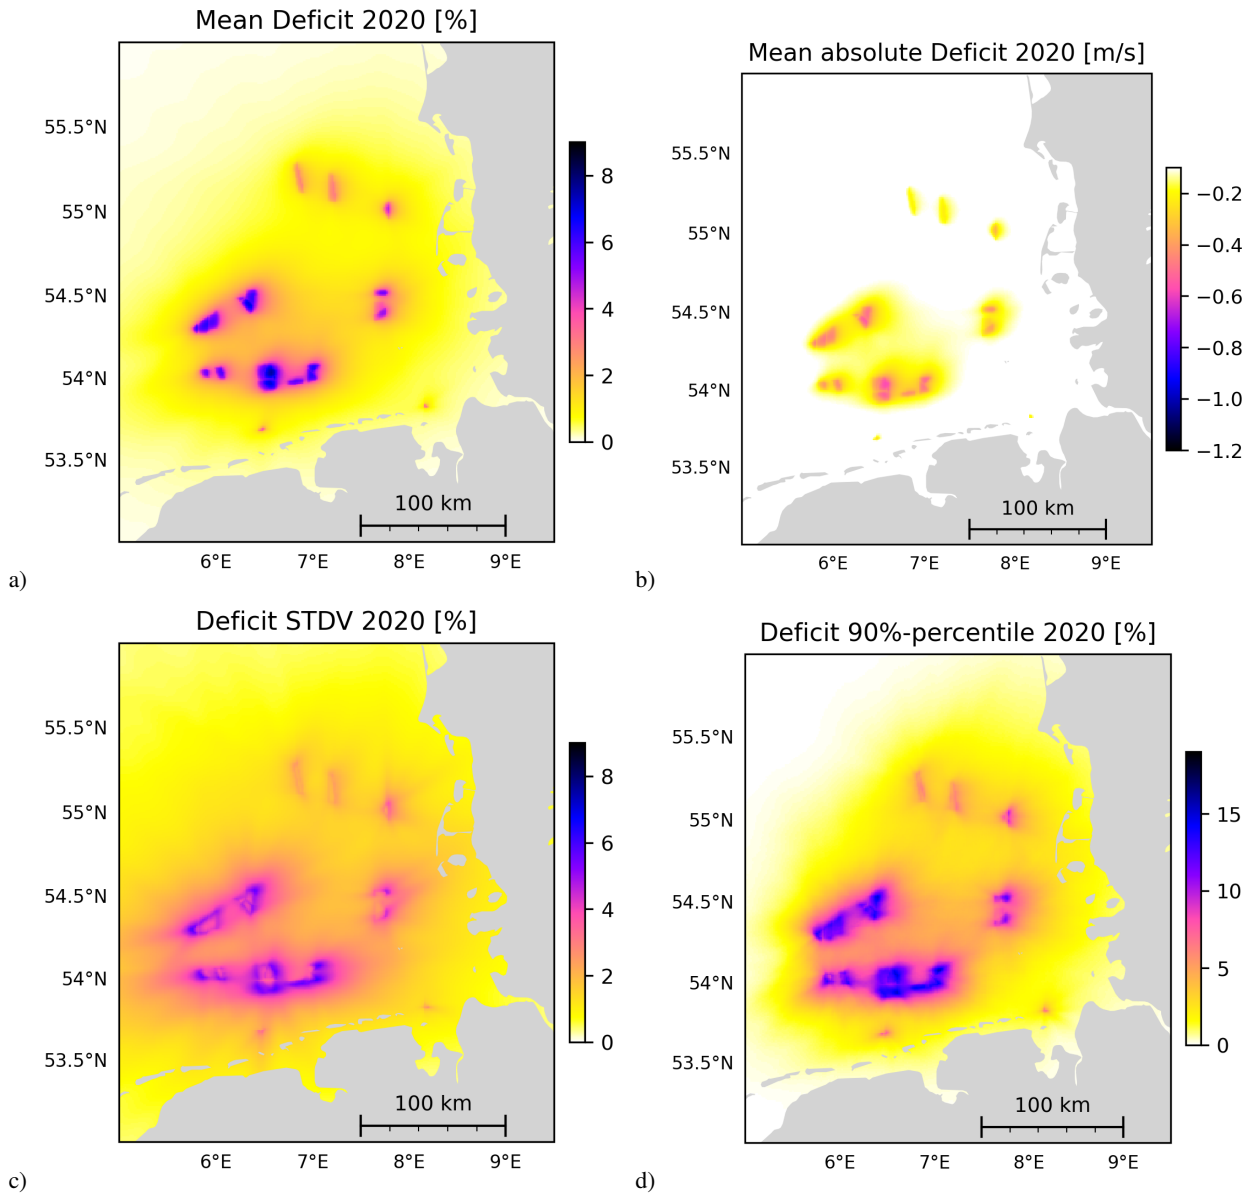 Mean Deficit 2020 [%]
55.5°N
55°N
54.5°N
54°N
53.5°N
6°E
7°E
8°E
9°E
100 km
8
6
4
2
0
a)
Mean absolute Deficit 2020 [m/s]
55.5°N
55°N
54.5°N
54°N
53.5°N
6°E
7°E
8°E
9°E
100 km
−0.2
−0.4
−0.6
−0.8
−1.0
−1.2
b)
Deficit STDV 2020 [%]
55.5°N
55°N
54.5°N
54°N
53.5°N
6°E
7°E
8°E
9°E
100 km
8
6
4
2
0
c)
Deficit 90%-percentile 2020 [%]
55.5°N
55°N
54.5°N
54°N
53.5°N
6°E
7°E
8°E
9°E
100 km
15
10
5
0
d)